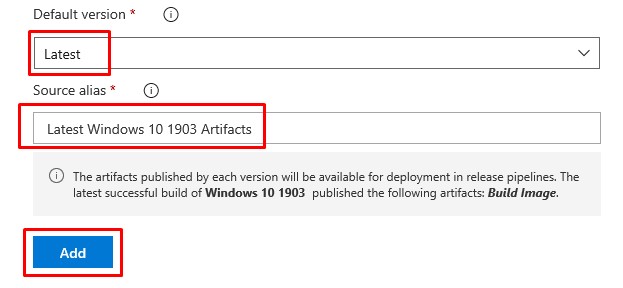 Default version *
Latest
Source alias *
Latest Windows 10 1903 Artifacts
The artifacts published by each version will be available for deployment in release pipelines. The
latest successful build of Windows 10 1903 published the following artifacts: Build Image.
Add